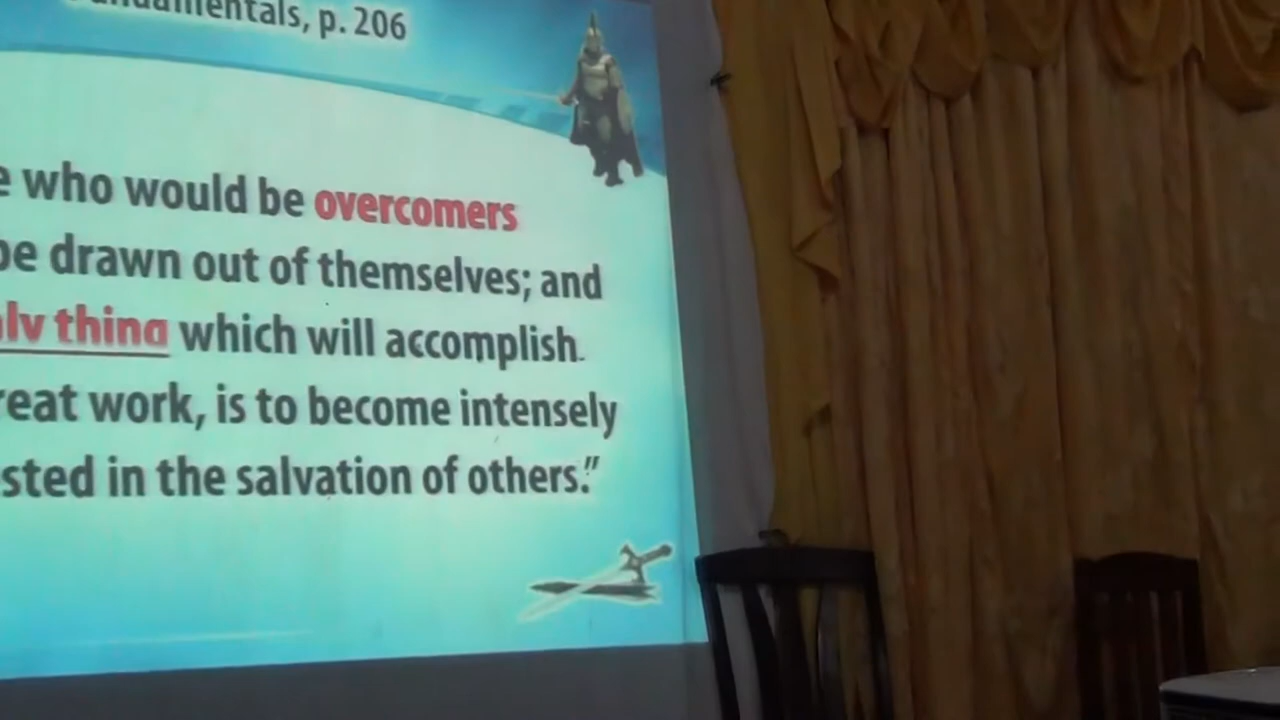 undamentals, p. 206
e who would be overcomers
be drawn out of themselves; and
nly thing which will accomplish
reat work, is to become intensely
sted in the salvation of others."